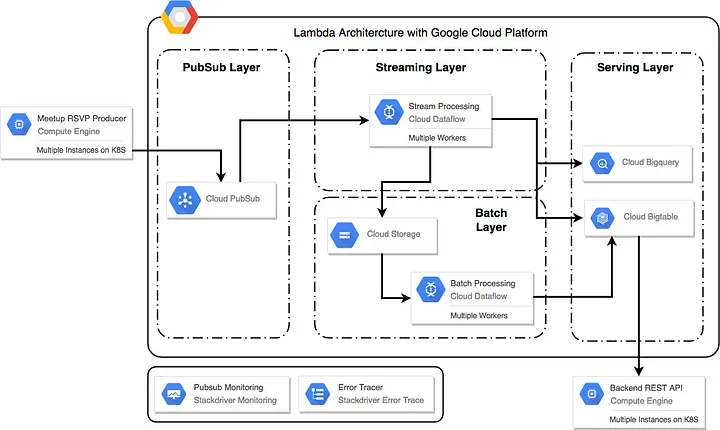 Lambda Architercture with Google Cloud Platform
PubSub Layer
Streaming Layer
Serving Layer
Meetup RSVP Producer
Compute Engine
Multiple Instances on K8S
Stream Processing
Cloud Dataflow
Multiple Workers
Cloud PubSub
Cloud Bigquery
Cloud Bigtable
Batch
Layer
Cloud Storage
Batch Processing
Cloud Dataflow
Multiple Workers
Pubsub Monitoring
Stackdriver Monitoring
Error Tracer
Stackdriver Error Trace
Backend REST API
Compute Engine
Multiple Instances on K8S